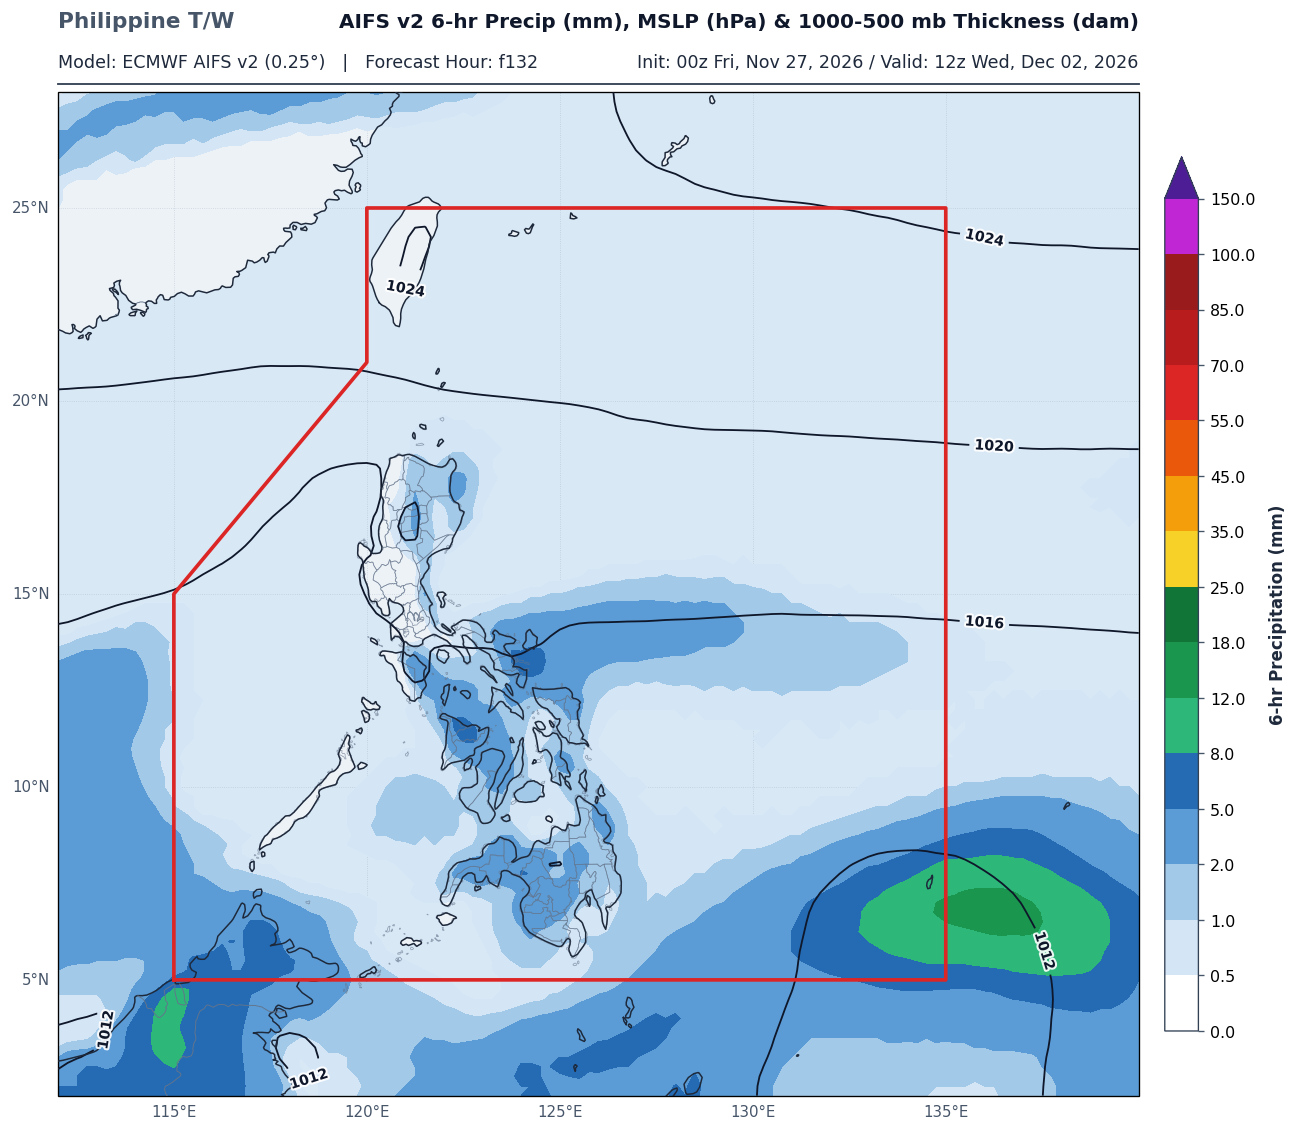 Philippine T/W
AIFS v2 6-hr Precip (mm), MSLP (hPa) & 1000-500 mb Thickness (dam)
Model: ECMWF AIFS v2 (0.25°) | Forecast Hour: f132
Init: 00z Fri, Nov 27, 2026 / Valid: 12z Wed, Dec 02, 2026
25°N
20°N
15°N
10°N
5°N
115°E
120°E
125°E
130°E
135°E
1024
1024
1020
1016
1012
1012
1012
150.0
100.0
85.0
70.0
55.0
45.0
35.0
25.0
18.0
12.0
8.0
5.0
2.0
1.0
0.5
0.0
6-hr Precipitation (mm)